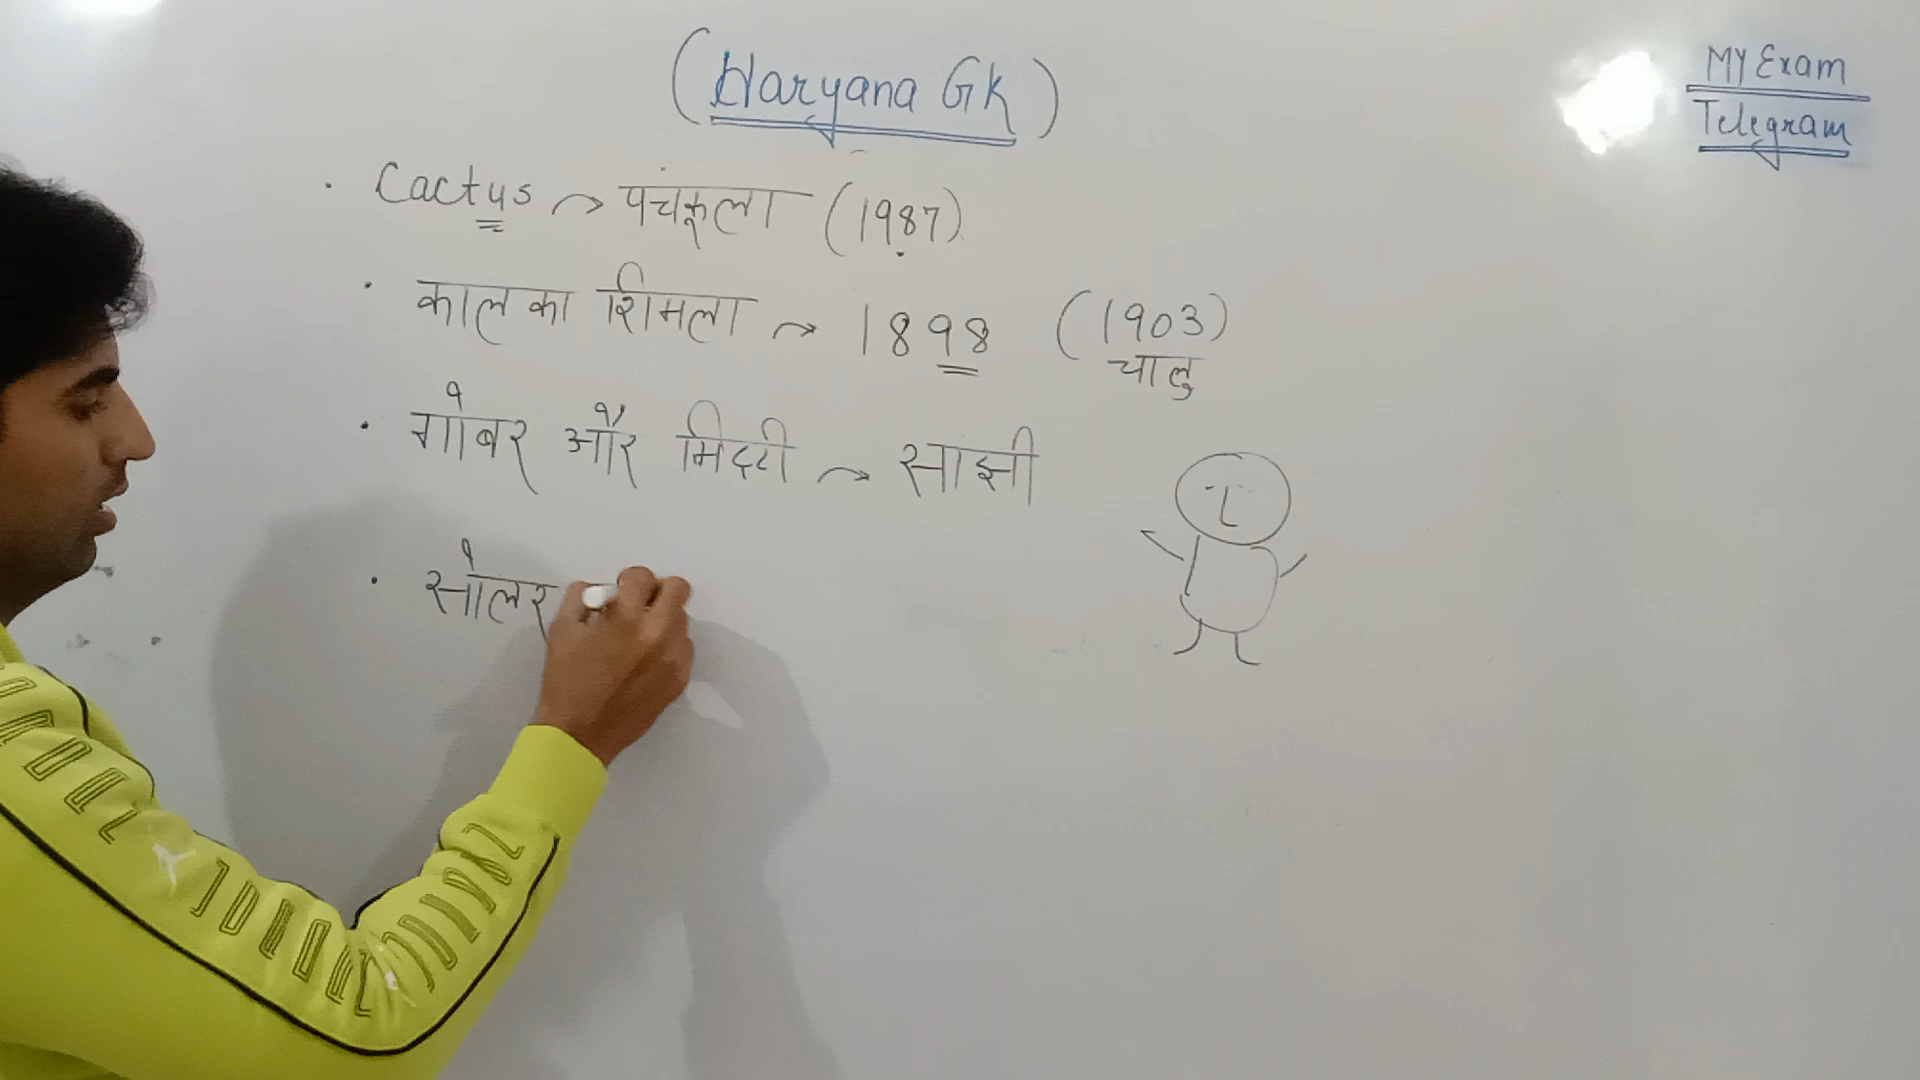 (Haryana GK)
MY Exam
Telegram
· Cactus → पंचकूला (1987)
· कालका शिमला → 1898 (1903)
चालु
· गोबर और मिट्टी → सांझी
· सोलर